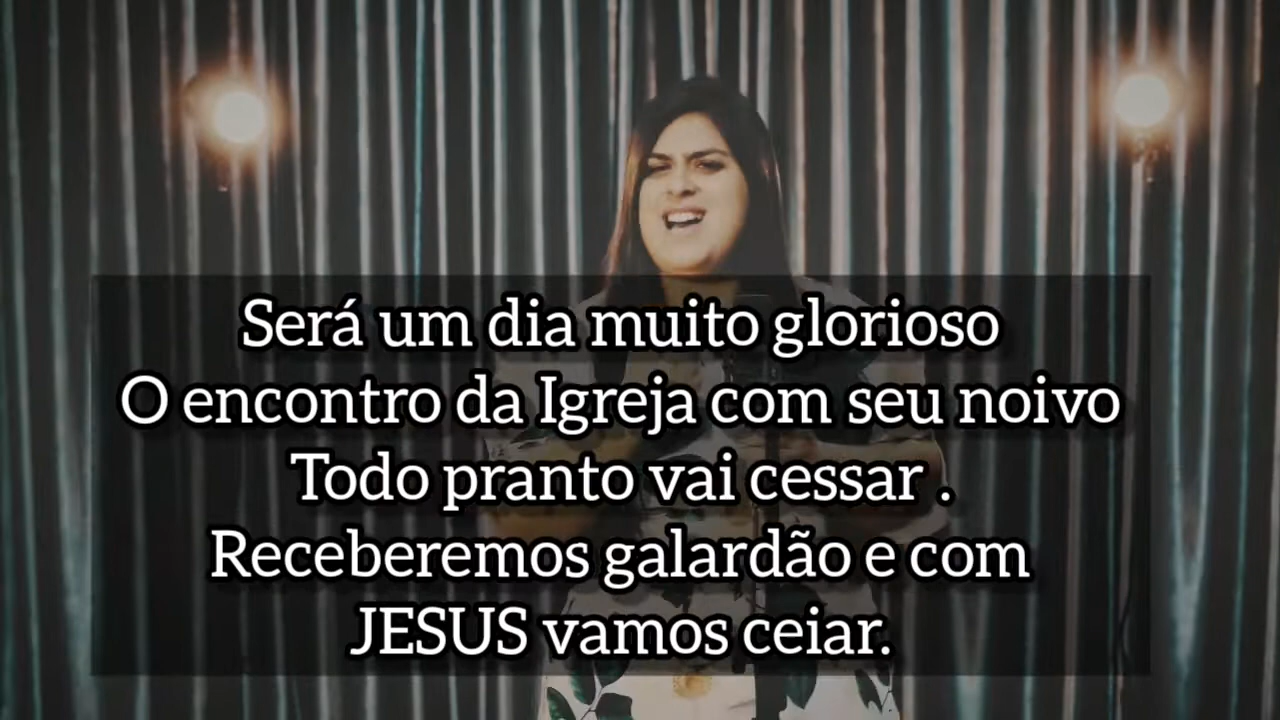 Será um dia muito glorioso
O encontro da Igreja com seu noivo
Todo pranto vai cessar .
Receberemos galardão e com
JESUS vamos ceiar.